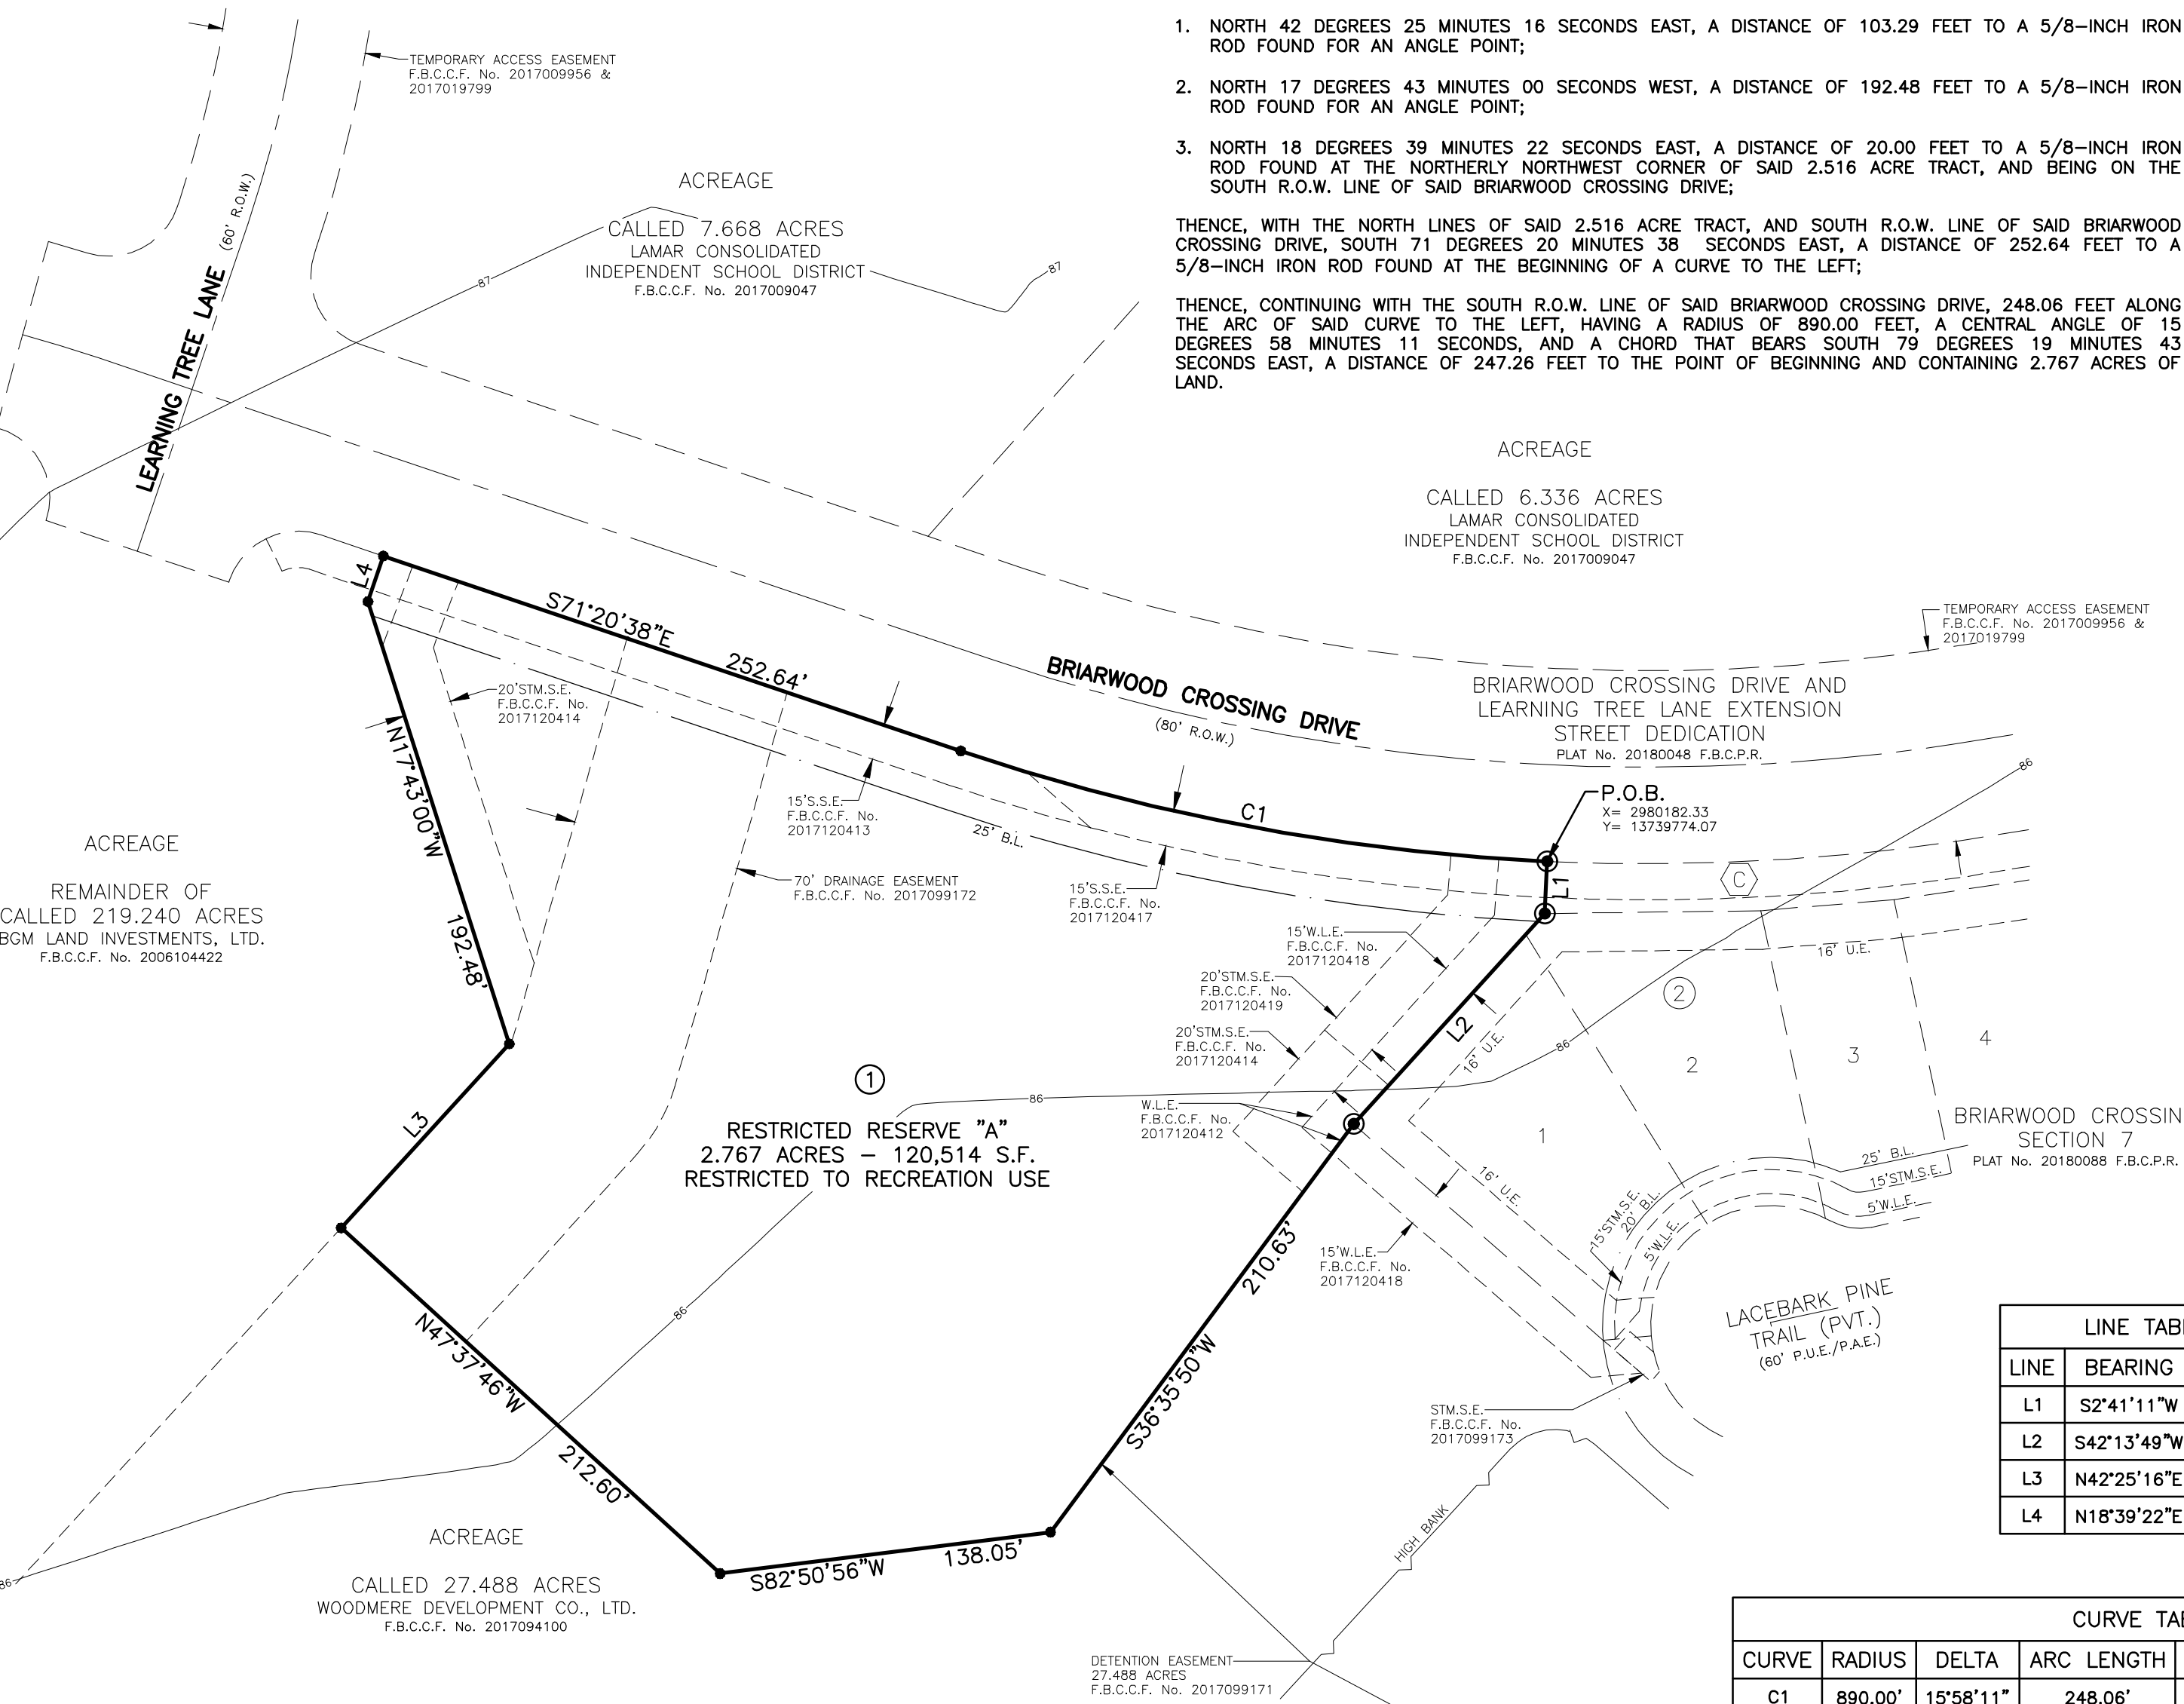 1. NORTH 42 DEGREES 25 MINUTES 16 SECONDS EAST, A DISTANCE OF 103.29 FEET TO A 5/8-INCH IRON
ROD FOUND FOR AN ANGLE POINT;
2. NORTH 17 DEGREES 43 MINUTES 00 SECONDS WEST, A DISTANCE OF 192.48 FEET TO A 5/8-INCH IRON
ROD FOUND FOR AN ANGLE POINT;
3. NORTH 18 DEGREES 39 MINUTES 22 SECONDS EAST, A DISTANCE OF 20.00 FEET TO A 5/8-INCH IRON
ROD FOUND AT THE NORTHERLY NORTHWEST CORNER OF SAID 2.516 ACRE TRACT, AND BEING ON THE
SOUTH R.O.W. LINE OF SAID BRIARWOOD CROSSING DRIVE;
THENCE, WITH THE NORTH LINES OF SAID 2.516 ACRE TRACT, AND SOUTH R.O.W. LINE OF SAID BRIARWOOD
CROSSING DRIVE, SOUTH 71 DEGREES 20 MINUTES 38 SECONDS EAST, A DISTANCE OF 252.64 FEET TO A
5/8-INCH IRON ROD FOUND AT THE BEGINNING OF A CURVE TO THE LEFT;
THENCE, CONTINUING WITH THE SOUTH R.O.W. LINE OF SAID BRIARWOOD CROSSING DRIVE, 248.06 FEET ALONG
THE ARC OF SAID CURVE TO THE LEFT, HAVING A RADIUS OF 890.00 FEET, A CENTRAL ANGLE OF 15
DEGREES 58 MINUTES 11 SECONDS, AND A CHORD THAT BEARS SOUTH 79 DEGREES 19 MINUTES 43
SECONDS EAST, A DISTANCE OF 247.26 FEET TO THE POINT OF BEGINNING AND CONTAINING 2.767 ACRES OF
LAND.
TEMPORARY ACCESS EASEMENT
F.B.C.C.F. No. 2017009956 &
2017019799
LEARNING TREE LANE (60' R.O.W.)
ACREAGE
CALLED 7.668 ACRES
LAMAR CONSOLIDATED
INDEPENDENT SCHOOL DISTRICT
F.B.C.C.F. No. 2017009047
87
87
ACREAGE
CALLED 6.336 ACRES
LAMAR CONSOLIDATED
INDEPENDENT SCHOOL DISTRICT
F.B.C.C.F. No. 2017009047
TEMPORARY ACCESS EASEMENT
F.B.C.C.F. No. 2017009956 &
2017019799
L4
S71°20'38"E
252.64'
BRIARWOOD CROSSING DRIVE
(80' R.O.W.)
BRIARWOOD CROSSING DRIVE AND
LEARNING TREE LANE EXTENSION
STREET DEDICATION
PLAT No. 20180048 F.B.C.P.R.
86
20'STM.S.E.
F.B.C.C.F. No.
2017120414
N17°43'00"W
192.48'
15'S.S.E.
F.B.C.C.F. No.
2017120413
25' B.L.
C1
P.O.B.
X= 2980182.33
Y= 13739774.07
L1
C
ACREAGE
REMAINDER OF
CALLED 219.240 ACRES
BGM LAND INVESTMENTS, LTD.
F.B.C.C.F. No. 2006104422
70' DRAINAGE EASEMENT
F.B.C.C.F. No. 2017099172
15'S.S.E.
F.B.C.C.F. No.
2017120417
15'W.L.E.
F.B.C.C.F. No.
2017120418
20'STM.S.E.
F.B.C.C.F. No.
2017120419
20'STM.S.E.
F.B.C.C.F. No.
2017120414
W.L.E.
F.B.C.C.F. No.
2017120412
L2
16' U.E.
16' U.E.
86
2
1
2
3
4
16' U.E.
BRIARWOOD CROSSIN
SECTION 7
PLAT No. 20180088 F.B.C.P.R.
25' B.L.
15'STM.S.E.
5'W.L.E.
15'STM.S.E.
20' B.L.
5'W.L.E.
1
86
RESTRICTED RESERVE "A"
2.767 ACRES - 120,514 S.F.
RESTRICTED TO RECREATION USE
L3
86
N47°37'46"W
212.60'
S82°50'56"W 138.05'
S36°35'50"W
210.63'
15'W.L.E.
F.B.C.C.F. No.
2017120418
LACEBARK PINE
TRAIL (PVT.)
(60' P.U.E./P.A.E.)
STM.S.E.
F.B.C.C.F. No.
2017099173
HIGH BANK
86
ACREAGE
CALLED 27.488 ACRES
WOODMERE DEVELOPMENT CO., LTD.
F.B.C.C.F. No. 2017094100
DETENTION EASEMENT
27.488 ACRES
F.B.C.C.F. No. 2017099171
LINE TAB
LINE BEARING
L1 S2°41'11"W
L2 S42°13'49"W
L3 N42°25'16"E
L4 N18°39'22"E
CURVE TAB
CURVE RADIUS DELTA ARC LENGTH
C1 890.00' 15°58'11" 248.06'